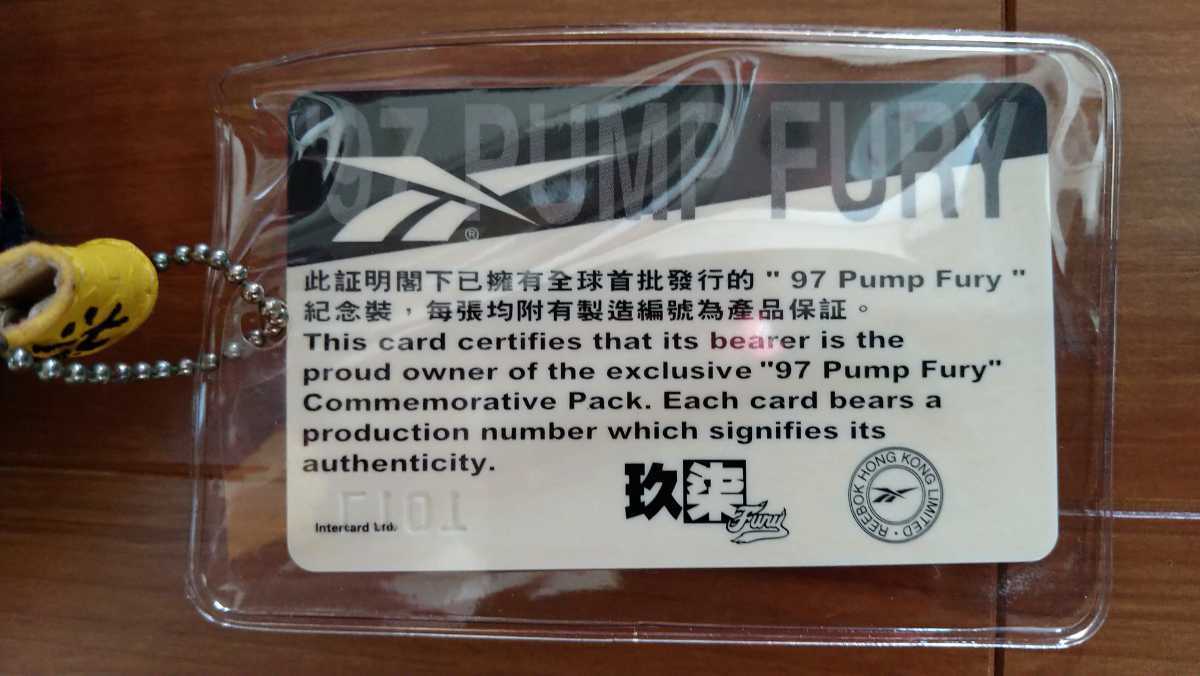 '97 PUMP FURY
®
此証明閣下已擁有全球首批發行的 " 97 Pump Fury "
紀念裝，每張均附有製造編號為產品保証。
This card certifies that its bearer is the
proud owner of the exclusive "97 Pump Fury"
Commemorative Pack. Each card bears a
production number which signifies its
authenticity.
Intercard Ltd.
玖柒
Fury
REEBOK HONG KONG LIMITED